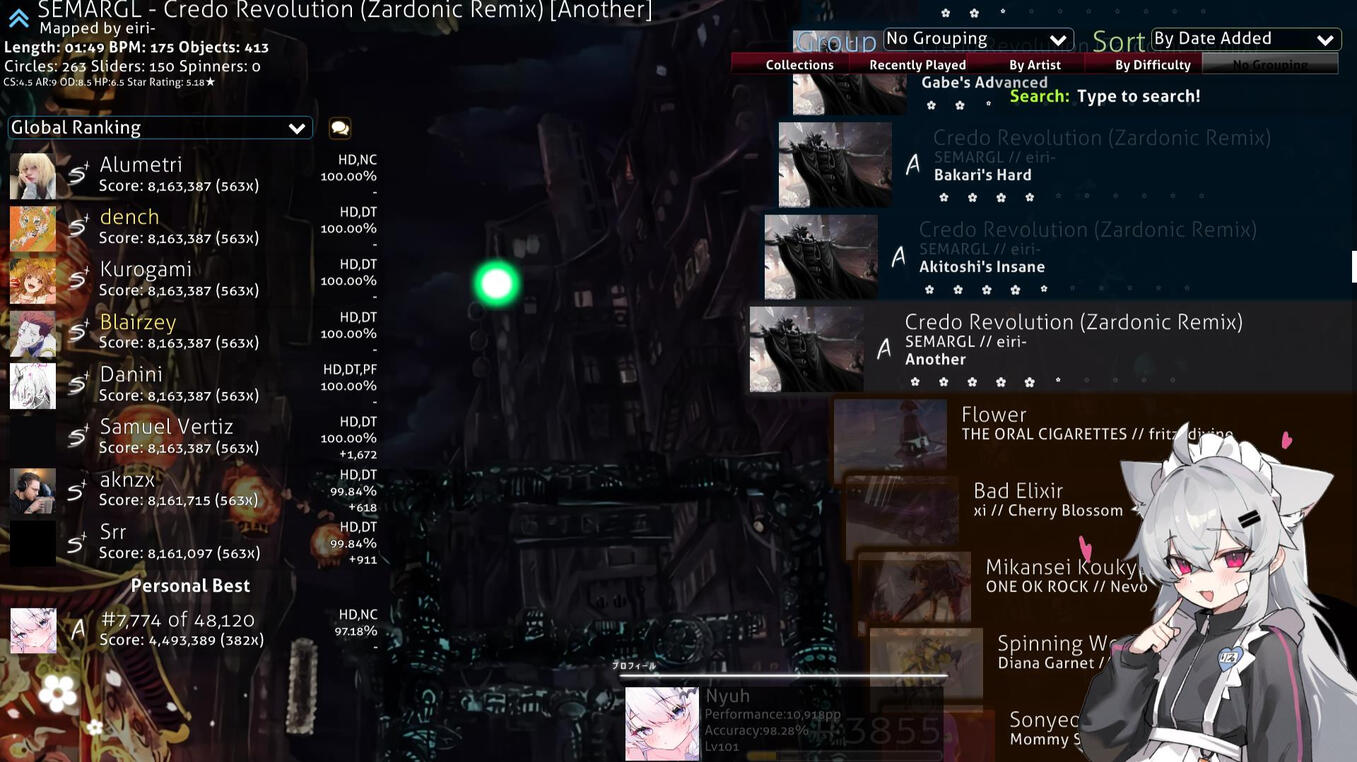 SEMARGL - Credo Revolution (Zardonic Remix) [Another]
Mapped by eiri-
Length: 01:49 BPM: 175 Objects: 413
Circles: 263 Sliders: 150 Spinners: 0
CS:4.5 AR:9 OD:8.5 HP:6.5 Star Rating: 5.18★
Group No Grouping Sort By Date Added
Collections Recently Played By Artist By Difficulty No Grouping
Gabe's Advanced
Search: Type to search!
Global Ranking
Alumetri
Score: 8,163,387 (563x)
HD,NC
100.00%
-
dench
Score: 8,163,387 (563x)
HD,DT
100.00%
-
Kurogami
Score: 8,163,387 (563x)
HD,DT
100.00%
-
Blairzey
Score: 8,163,387 (563x)
HD,DT
100.00%
-
Danini
Score: 8,163,387 (563x)
HD,DT,PF
100.00%
-
Samuel Vertiz
Score: 8,163,387 (563x)
HD,DT
100.00%
+1,672
aknzx
Score: 8,161,715 (563x)
HD,DT
99.84%
+618
Srr
Score: 8,161,097 (563x)
HD,DT
99.84%
+911
Personal Best
A
#7,774 of 48,120
Score: 4,493,389 (382x)
HD,NC
97.18%
-
A
Credo Revolution (Zardonic Remix)
SEMARGL // eiri-
Bakari's Hard
A
Credo Revolution (Zardonic Remix)
SEMARGL // eiri-
Akitoshi's Insane
A
Credo Revolution (Zardonic Remix)
SEMARGL // eiri-
Another
Flower
THE ORAL CIGARETTES // fritz divine
Bad Elixir
xi // Cherry Blossom
Mikansei Kouky
ONE OK ROCK // Nevo
Spinning W
Diana Garnet //
Sonyeo
Mommy S
プロフィール
Nyuh
Performance:10,918pp
Accuracy:98.28%
Lv101
#3855